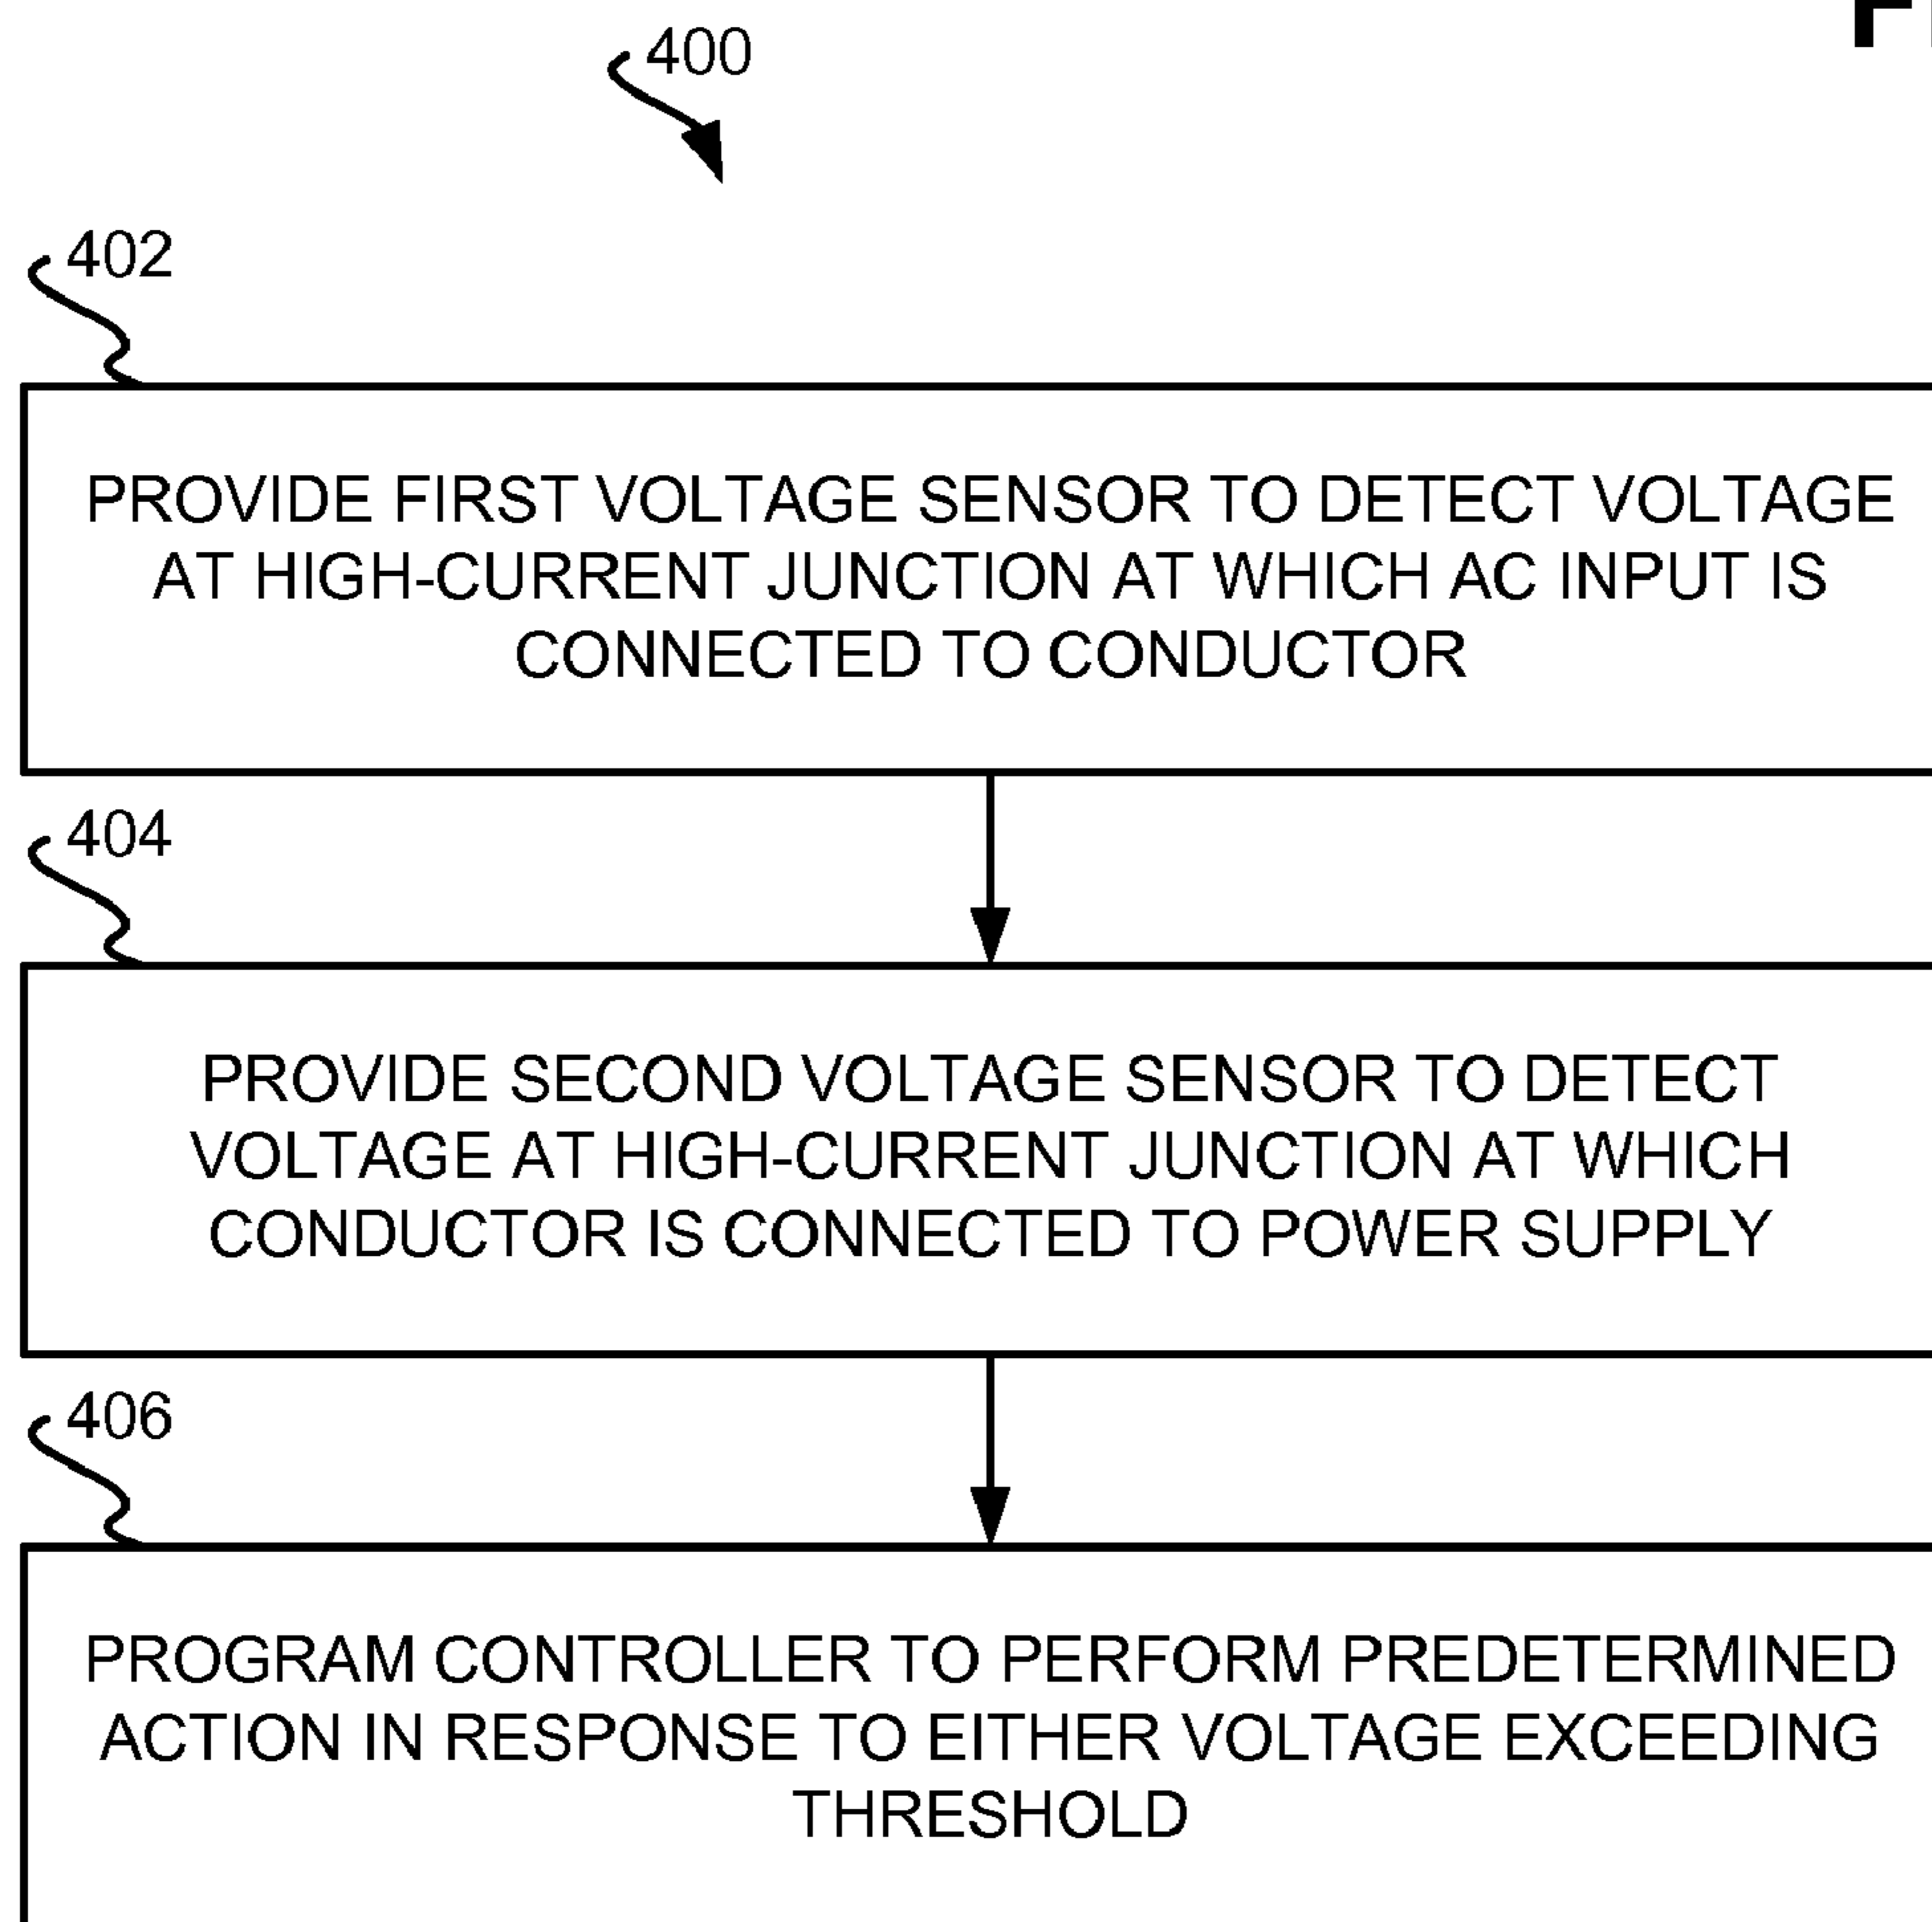 400
402
PROVIDE FIRST VOLTAGE SENSOR TO DETECT VOLTAGE
AT HIGH-CURRENT JUNCTION AT WHICH AC INPUT IS
CONNECTED TO CONDUCTOR
404
PROVIDE SECOND VOLTAGE SENSOR TO DETECT
VOLTAGE AT HIGH-CURRENT JUNCTION AT WHICH
CONDUCTOR IS CONNECTED TO POWER SUPPLY
406
PROGRAM CONTROLLER TO PERFORM PREDETERMINED
ACTION IN RESPONSE TO EITHER VOLTAGE EXCEEDING
THRESHOLD